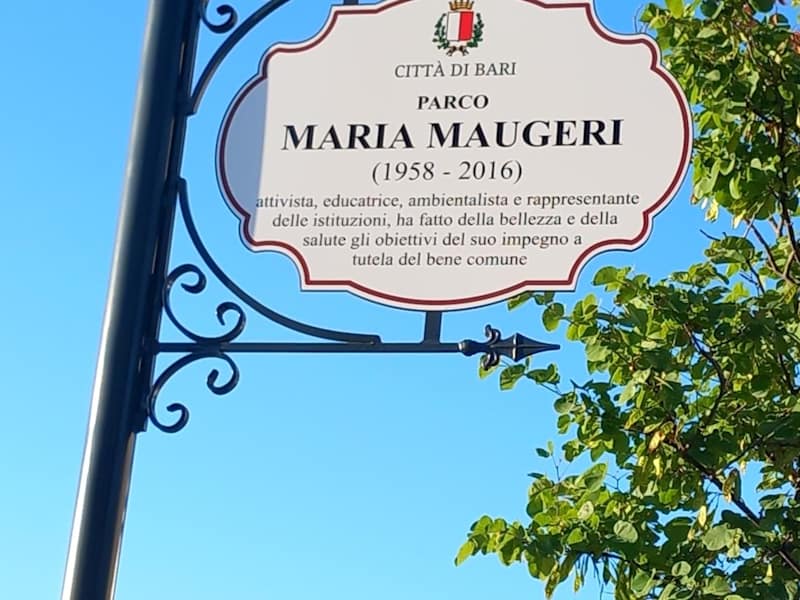 CITTÀ DI BARI
PARCO
MARIA MAUGERI
(1958 - 2016)
attivista, educatrice, ambientalista e rappresentante
delle istituzioni, ha fatto della bellezza e della
salute gli obiettivi del suo impegno a
tutela del bene comune